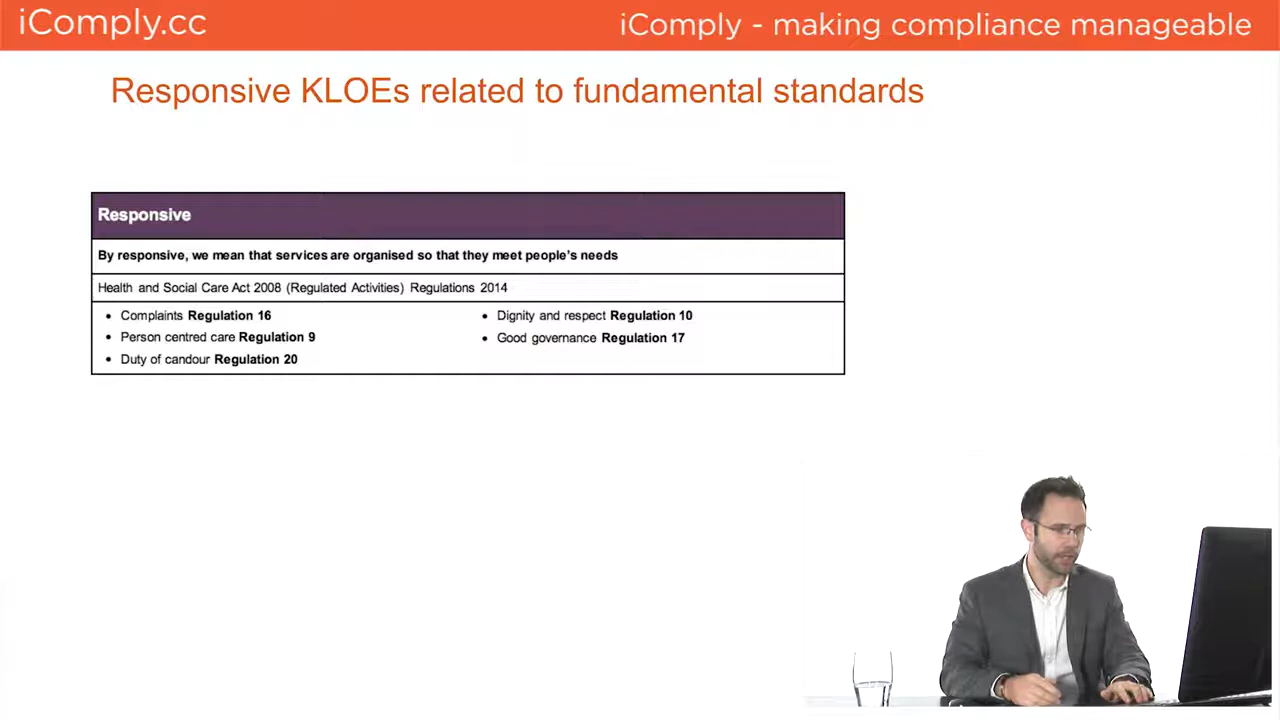 iComply.cc
iComply - making compliance manageable
Responsive KLOEs related to fundamental standards
Responsive
By responsive, we mean that services are organised so that they meet people's needs
Health and Social Care Act 2008 (Regulated Activities) Regulations 2014
• Complaints Regulation 16
• Person centred care Regulation 9
• Duty of candour Regulation 20
• Dignity and respect Regulation 10
• Good governance Regulation 17